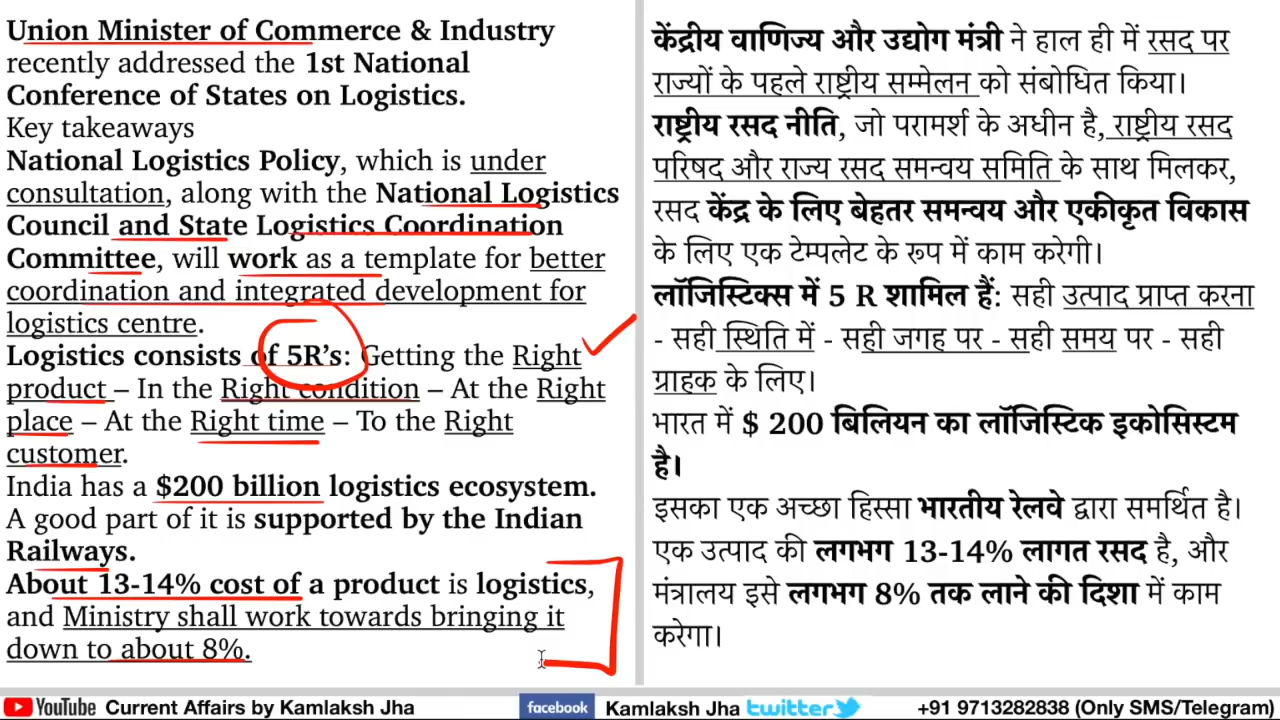 Union Minister of Commerce & Industry
recently addressed the 1st National
Conference of States on Logistics.
Key takeaways
National Logistics Policy, which is under
consultation, along with the National Logistics
Council and State Logistics Coordination
Committee, will work as a template for better
coordination and integrated development for
logistics centre.
Logistics consists of 5R’s: Getting the Right
product – In the Right condition – At the Right
place – At the Right time – To the Right
customer.
India has a $200 billion logistics ecosystem.
A good part of it is supported by the Indian
Railways.
About 13-14% cost of a product is logistics,
and Ministry shall work towards bringing it
down to about 8%.
केंद्रीय वाणिज्य और उद्योग मंत्री ने हाल ही में रसद पर
राज्यों के पहले राष्ट्रीय सम्मेलन को संबोधित किया।
राष्ट्रीय रसद नीति, जो परामर्श के अधीन है, राष्ट्रीय रसद
परिषद और राज्य रसद समन्वय समिति के साथ मिलकर,
रसद केंद्र के लिए बेहतर समन्वय और एकीकृत विकास
के लिए एक टेम्पलेट के रूप में काम करेगी।
लॉजिस्टिक्स में 5 R शामिल हैं: सही उत्पाद प्राप्त करना
- सही स्थिति में - सही जगह पर - सही समय पर - सही
ग्राहक के लिए।
भारत में $ 200 बिलियन का लॉजिस्टिक इकोसिस्टम
है।
इसका एक अच्छा हिस्सा भारतीय रेलवे द्वारा समर्थित है।
एक उत्पाद की लगभग 13-14% लागत रसद है, और
मंत्रालय इसे लगभग 8% तक लाने की दिशा में काम
करेगा।
YouTube Current Affairs by Kamlaksh Jha facebook Kamlaksh Jha twitter +91 9713282838 (Only SMS/Telegram)